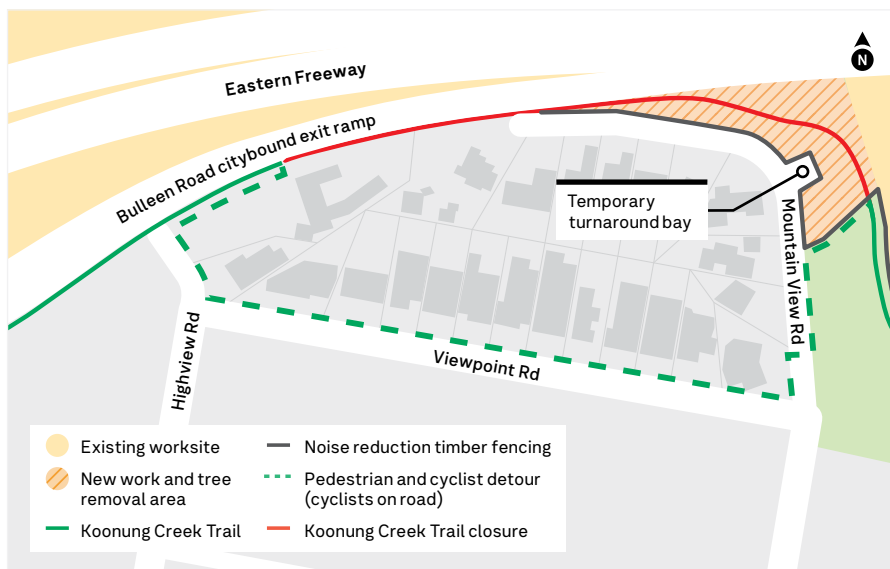 Eastern Freeway
N
Bulleen Road citybound exit ramp
Temporary
turnaround bay
Mountain View Rd
Highview Rd
Viewpoint Rd
Existing worksite
New work and tree
removal area
Koonung Creek Trail
Noise reduction timber fencing
Pedestrian and cyclist detour
(cyclists on road)
Koonung Creek Trail closure